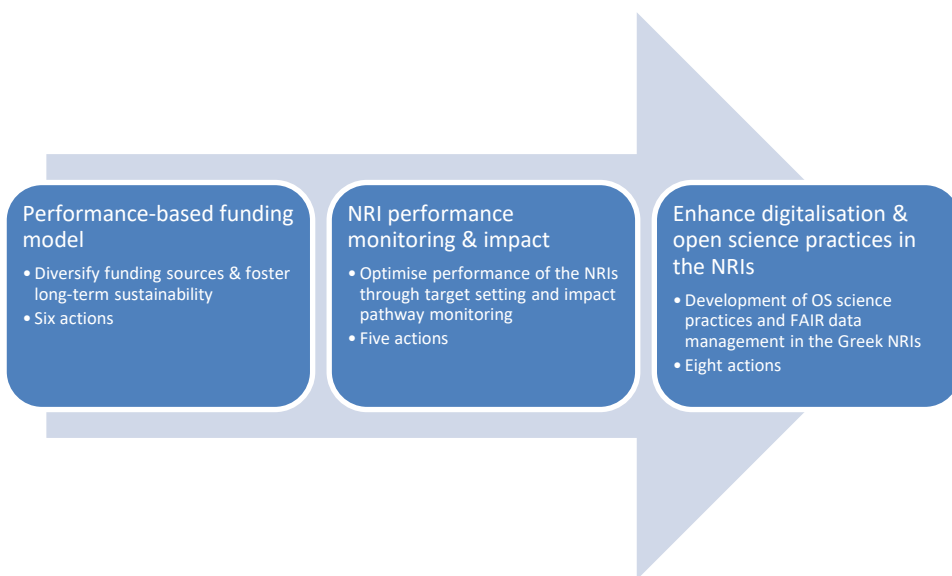 Performance-based funding
model
• Diversify funding sources & foster
long-term sustainability
• Six actions
NRI performance
monitoring & impact
• Optimise performance of the NRIs
through target setting and impact
pathway monitoring
• Five actions
Enhance digitalisation &
open science practices in
the NRIs
• Development of OS science
practices and FAIR data
management in the Greek NRIs
• Eight actions